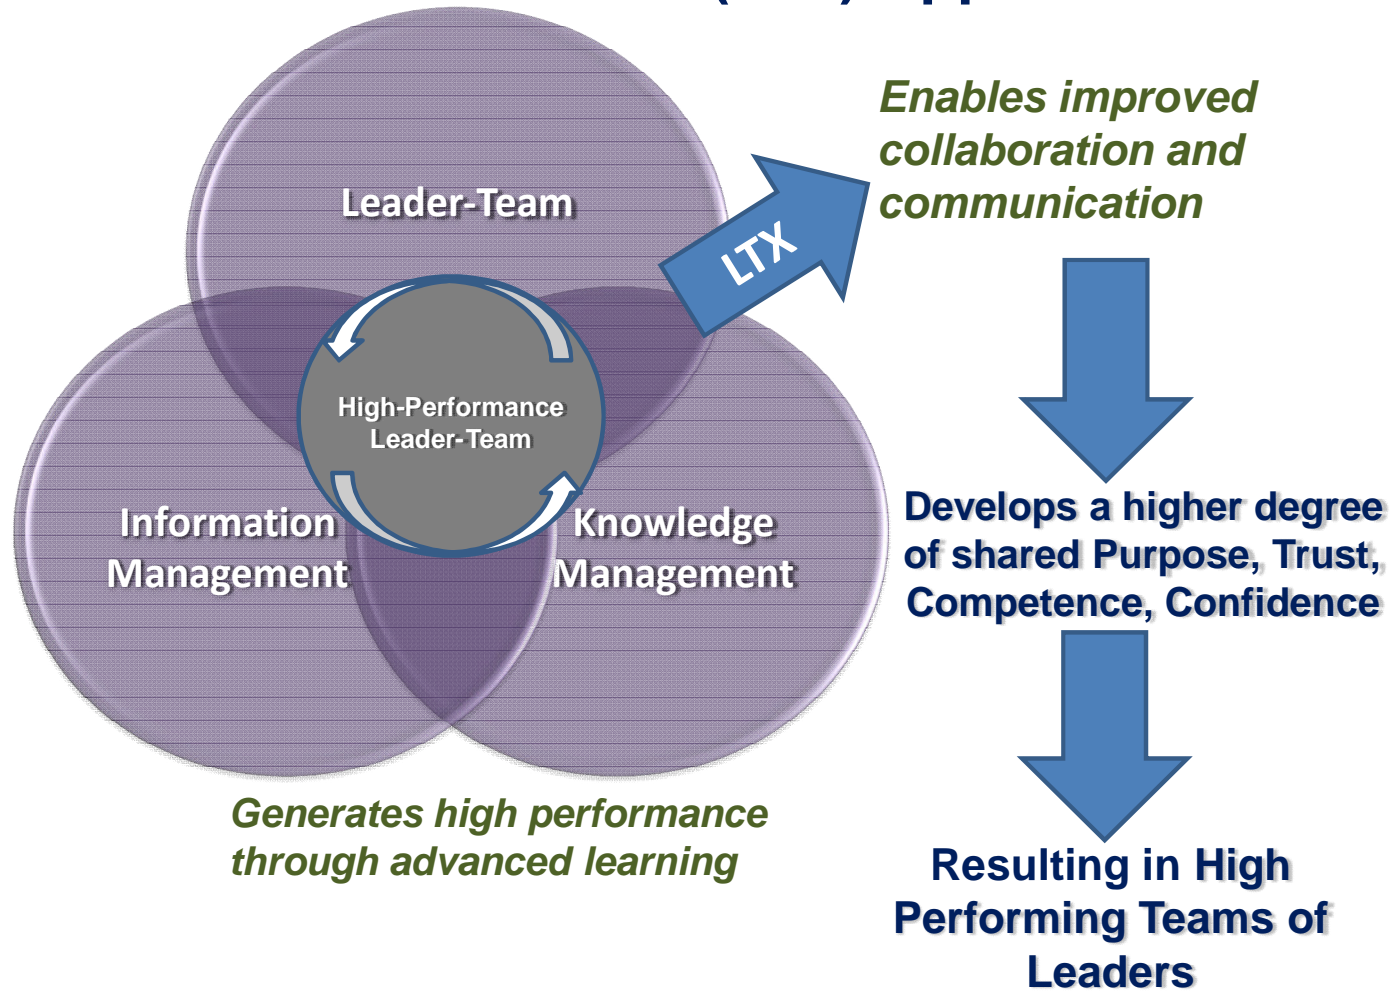 Leader-Team
LTX
Enables improved
collaboration and
communication
High-Performance
Leader-Team
Information
Management
Knowledge
Management
Develops a higher degree
of shared Purpose, Trust,
Competence, Confidence
Generates high performance
through advanced learning
Resulting in High
Performing Teams of
Leaders